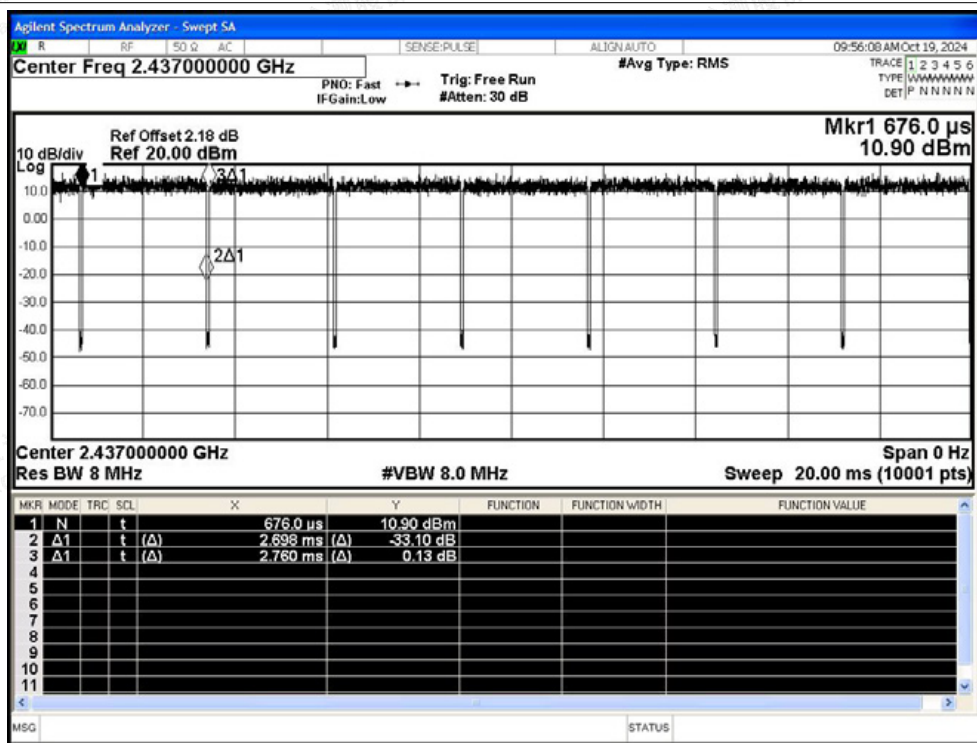 Agilent Spectrum Analyzer - Swept SA
R RF 50 Ω AC SENSE:PULSE ALIGN AUTO 09:56:08 AM Oct 19, 2024
Center Freq 2.437000000 GHz #Avg Type: RMS TRACE 1 2 3 4 5 6
PNO: Fast Trig: Free Run TYPE WWWWWW
IFGain:Low #Atten: 30 dB DET P N N N N N
Mkr1 676.0 µs
Ref Offset 2.18 dB
10 dB/div Ref 20.00 dBm 10.90 dBm
Log
1 3Δ1
10.0
0.00
-10.0
2Δ1
-20.0
-30.0
-40.0
-50.0
-60.0
-70.0
Center 2.437000000 GHz Span 0 Hz
Res BW 8 MHz #VBW 8.0 MHz Sweep 20.00 ms (10001 pts)
MKR MODE TRC SCL X Y FUNCTION FUNCTION WIDTH FUNCTION VALUE
1 N t 676.0 µs 10.90 dBm
2 Δ1 t (Δ) 2.698 ms (Δ) -33.10 dB
3 Δ1 t (Δ) 2.760 ms (Δ) 0.13 dB
4
5
6
7
8
9
10
11
MSG STATUS